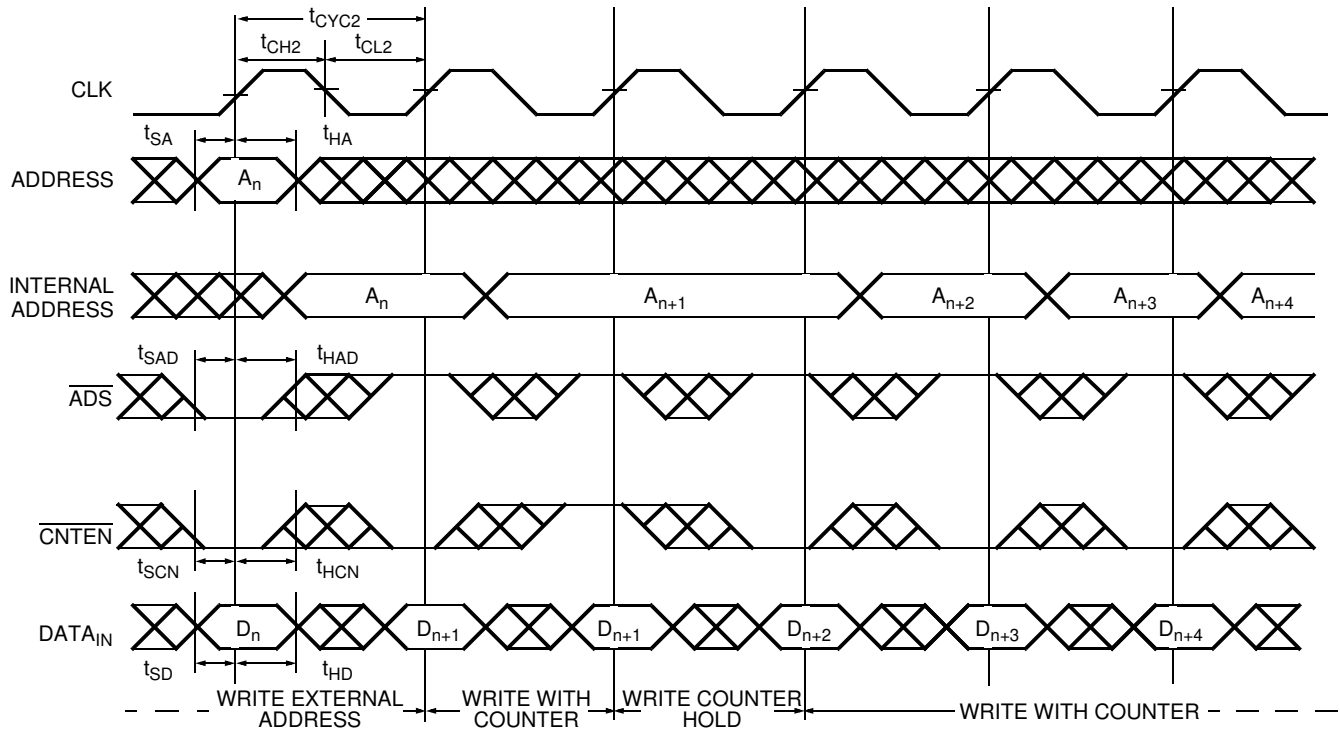 tCYC2
tCH2 tCL2
CLK
tSA tHA
ADDRESS An
INTERNAL ADDRESS An An+1 An+2 An+3 An+4
tSAD tHAD
ADS
CNTEN
tSCN tHCN
DATAIN Dn Dn+1 Dn+1 Dn+2 Dn+3 Dn+4
tSD tHD
WRITE EXTERNAL ADDRESS
WRITE WITH COUNTER
WRITE COUNTER HOLD
WRITE WITH COUNTER